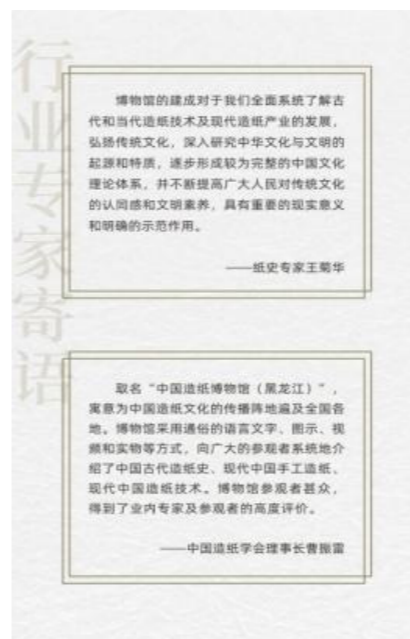 行业专家寄语
博物馆的建成对于我们全面系统了解古
代和当代造纸技术及现代造纸产业的发展，
弘扬传统文化，深入研究中华文化与文明的
起源和特质，逐步形成较为完整的中国文化
理论体系，并不断提高广大人民对传统文化
的认同感和文明素养，具有重要的现实意义
和明确的示范作用。
——纸史专家王菊华
取名“中国造纸博物馆（黑龙江）”，
寓意为中国造纸文化的传播阵地遍及全国各
地。博物馆采用通俗的语言文字、图示、视
频和实物等方式，向广大的参观者系统地介
绍了中国古代造纸史、现代中国手工造纸、
现代中国造纸技术。博物馆参观者甚众，
得到了业内专家及参观者的高度评价。
——中国造纸学会理事长曹振雷